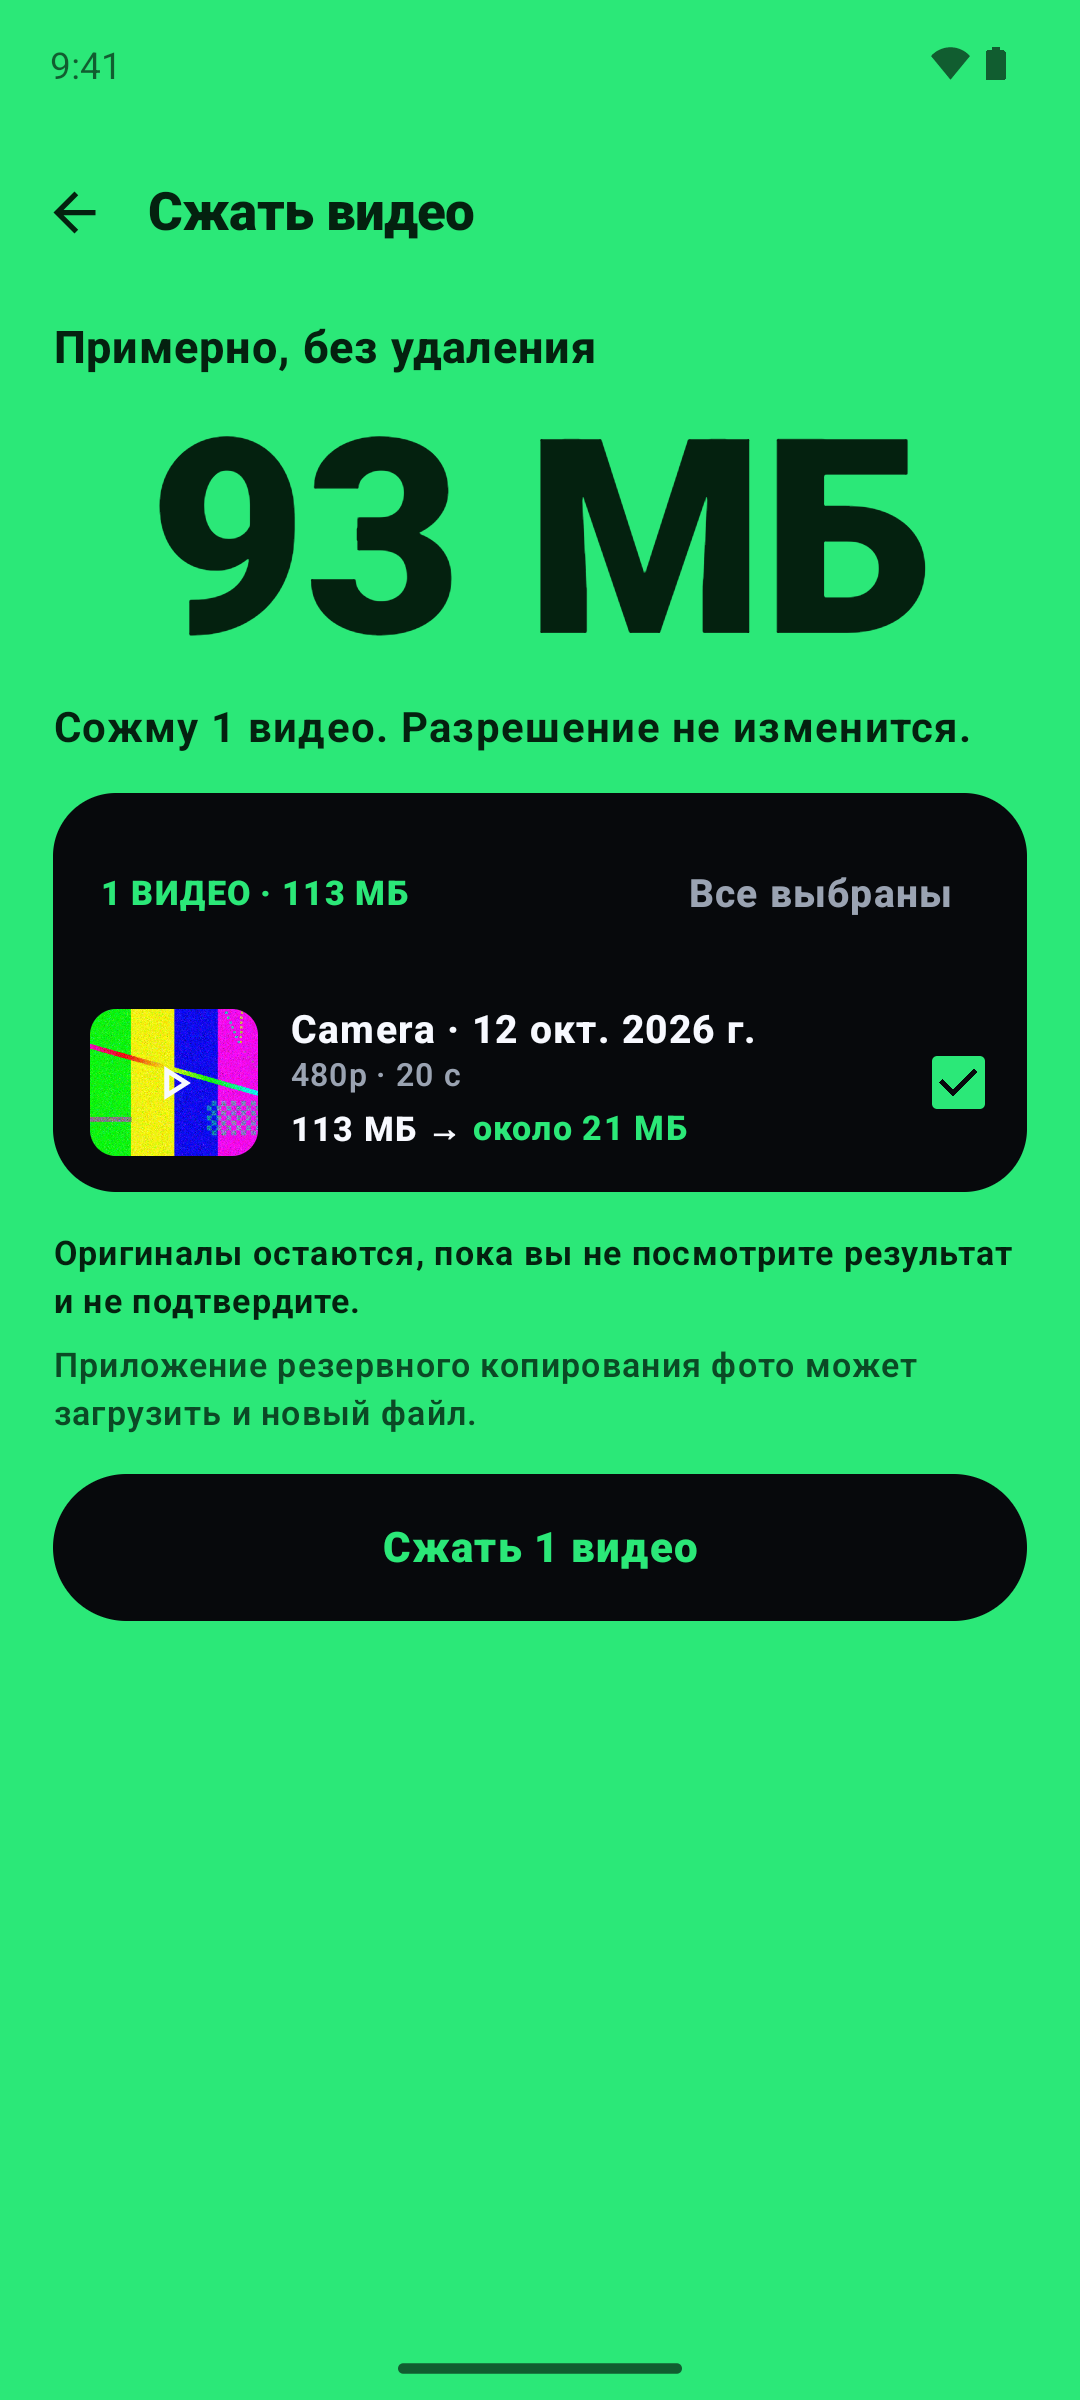 9:41
Сжать видео
Примерно, без удаления
93 МБ
Сожму 1 видео. Разрешение не изменится.
1 ВИДЕО · 113 МБ
Все выбраны
Camera · 12 окт. 2026 г.
480p · 20 с
113 МБ → около 21 МБ
Оригиналы остаются, пока вы не посмотрите результат
и не подтвердите.
Приложение резервного копирования фото может
загрузить и новый файл.
Сжать 1 видео